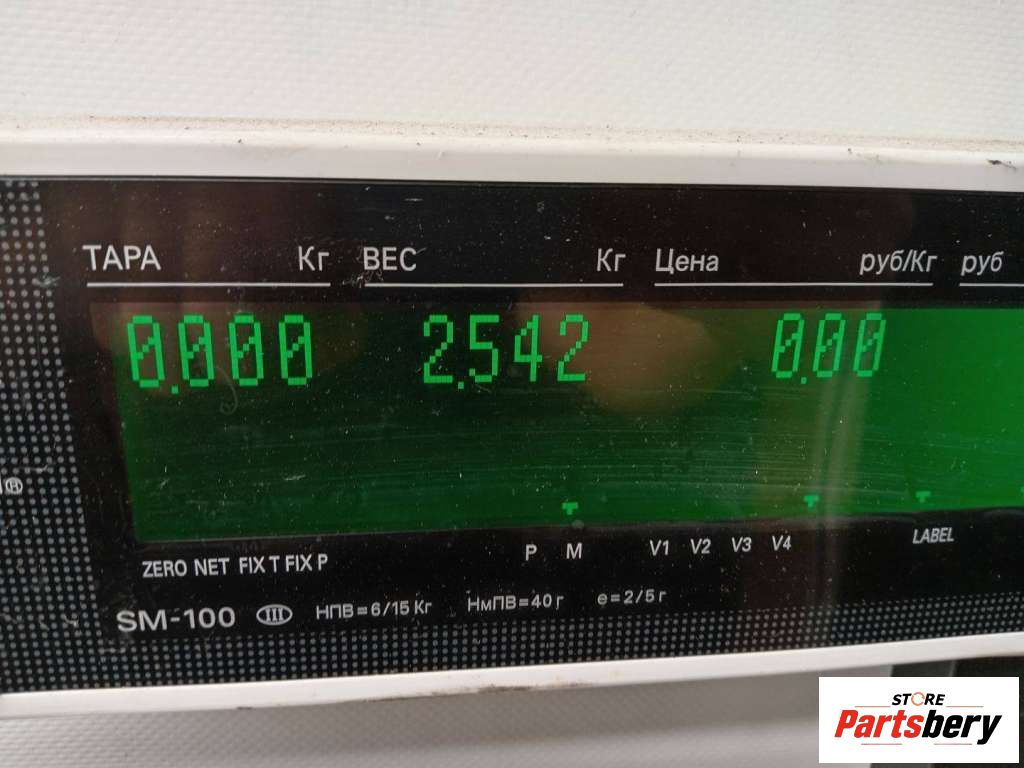 ТАРА Кг ВЕС Кг Цена руб/Кг руб
0.000 2.542 0.00
®
P M V1 V2 V3 V4 LABEL
ZERO NET FIX T FIX P
SM-100 III НПВ=6/15 Кг НмПВ=40 г e=2/5 г
STORE
Partsbery